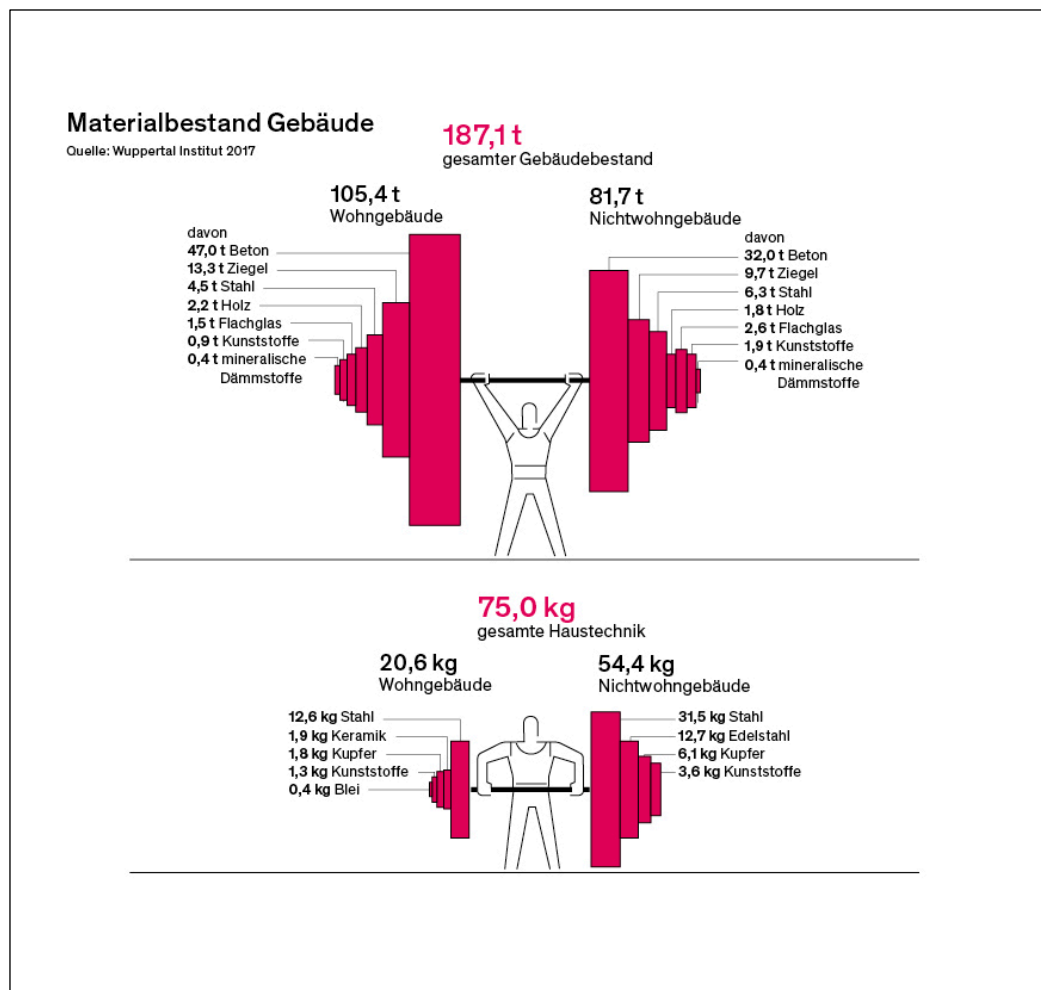 Materialbestand Gebäude
Quelle: Wuppertal Institut 2017
187,1 t
gesamter Gebäudebestand
105,4 t
Wohngebäude
davon
47,0 t Beton
13,3 t Ziegel
4,5 t Stahl
2,2 t Holz
1,5 t Flachglas
0,9 t Kunststoffe
0,4 t mineralische
Dämmstoffe
81,7 t
Nichtwohngebäude
davon
32,0 t Beton
9,7 t Ziegel
6,3 t Stahl
1,8 t Holz
2,6 t Flachglas
1,9 t Kunststoffe
0,4 t mineralische
Dämmstoffe
75,0 kg
gesamte Haustechnik
20,6 kg
Wohngebäude
12,6 kg Stahl
1,9 kg Keramik
1,8 kg Kupfer
1,3 kg Kunststoffe
0,4 kg Blei
54,4 kg
Nichtwohngebäude
31,5 kg Stahl
12,7 kg Edelstahl
6,1 kg Kupfer
3,6 kg Kunststoffe